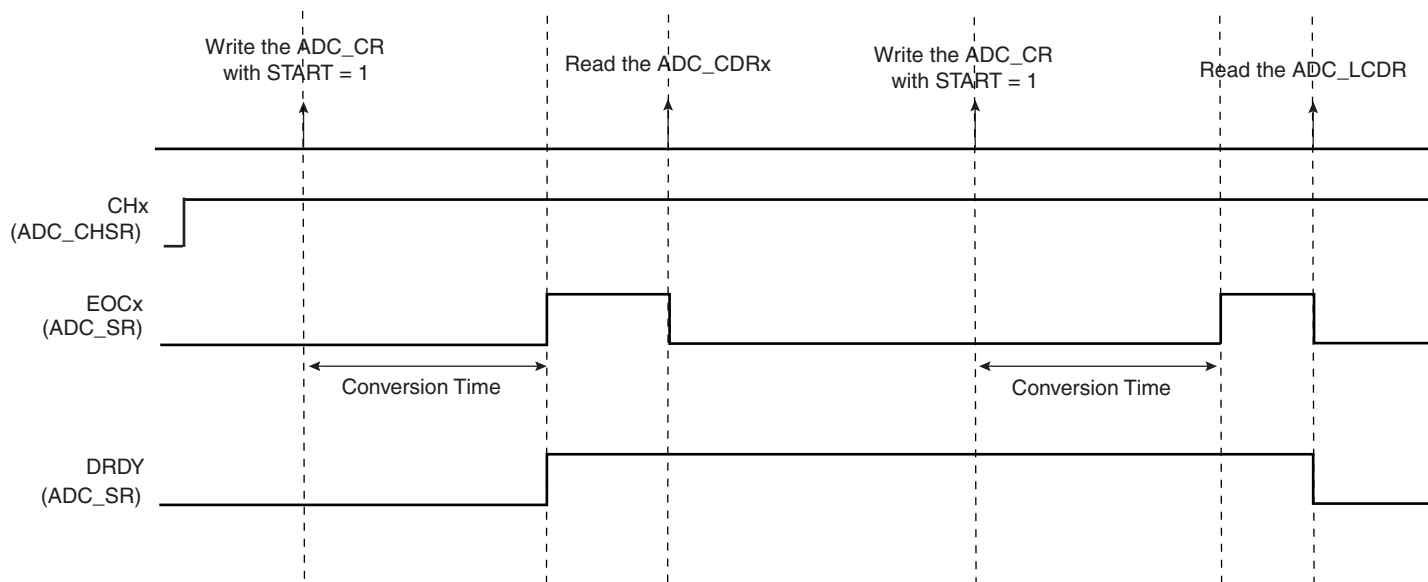 Write the ADC_CR
with START = 1
Read the ADC_CDRx
Write the ADC_CR
with START = 1
Read the ADC_LCDR
CHx
(ADC_CHSR)
EOCx
(ADC_SR)
Conversion Time
Conversion Time
DRDY
(ADC_SR)